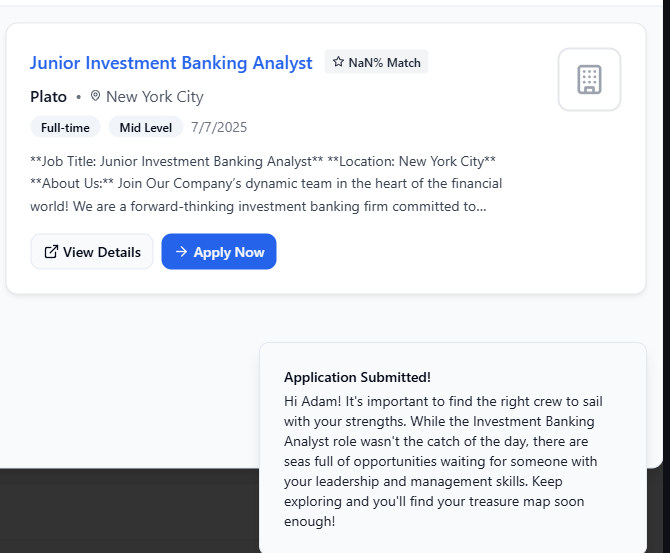 Junior Investment Banking Analyst NaN% Match
Plato • New York City
Full-time Mid Level 7/7/2025
**Job Title: Junior Investment Banking Analyst** **Location: New York City**
**About Us:** Join Our Company’s dynamic team in the heart of the financial
world! We are a forward-thinking investment banking firm committed to...
View Details Apply Now
Application Submitted!
Hi Adam! It's important to find the right crew to sail
with your strengths. While the Investment Banking
Analyst role wasn't the catch of the day, there are
seas full of opportunities waiting for someone with
your leadership and management skills. Keep
exploring and you'll find your treasure map soon
enough!